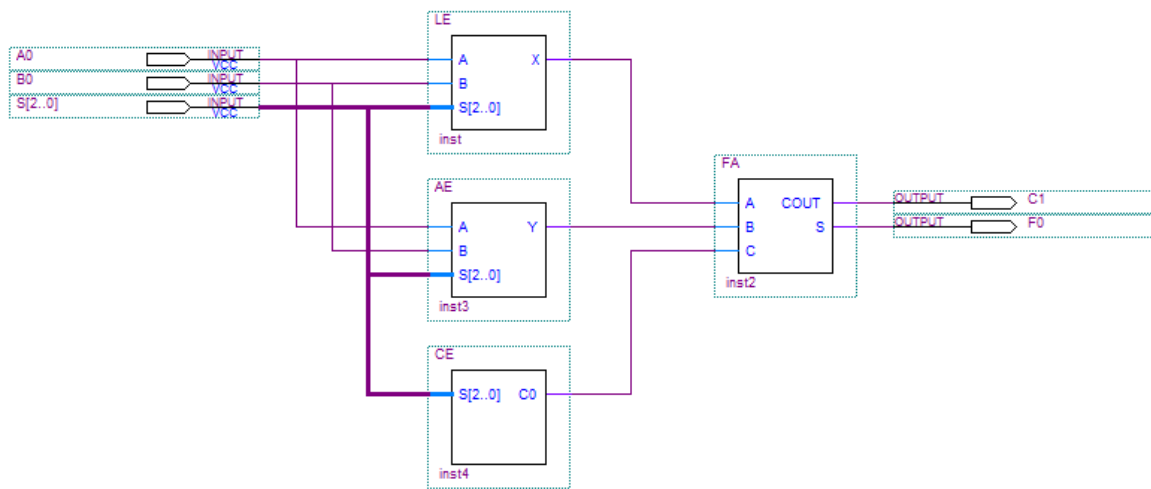 LE
A0 INPUT VCC
B0 INPUT VCC
S[2..0] INPUT VCC
A X
B
S[2..0]
inst
AE
A Y
B
S[2..0]
inst3
CE
S[2..0] C0
inst4
FA
A COUT
B S
C
inst2
OUTPUT C1
OUTPUT F0